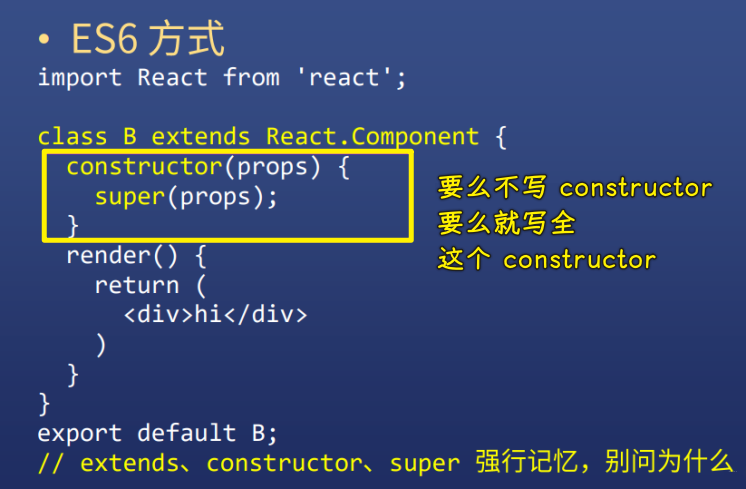 • ES6 方式
import React from 'react';
class B extends React.Component {
constructor(props) {
super(props);
}
要么不写 constructor
要么就写全
这个 constructor
render() {
return (
<div>hi</div>
)
}
}
export default B;
// extends、constructor、super 强行记忆，别问为什么